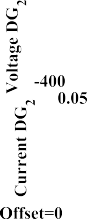 Voltage DG2
-400
0.05
Current DG2
Offset=0